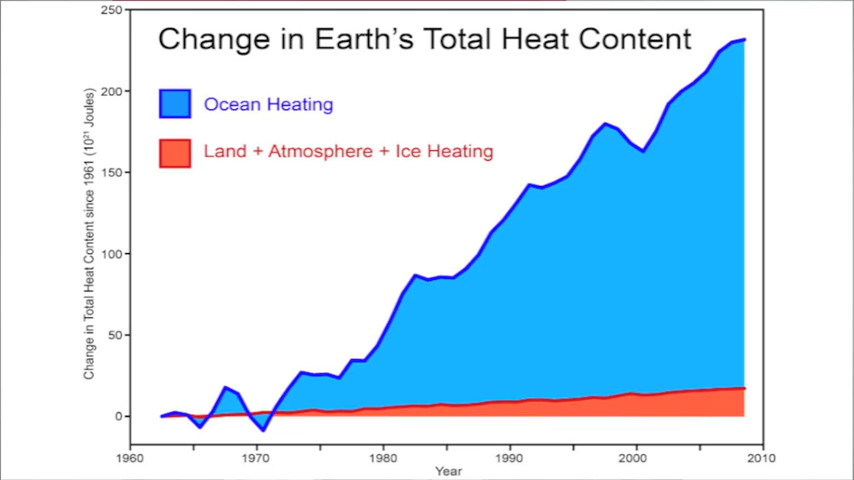 Change in Earth's Total Heat Content
Ocean Heating
Land + Atmosphere + Ice Heating
Change in Total Heat Content since 1961 (10²¹ Joules)
250
200
150
100
50
0
1960
1970
1980
1990
2000
2010
Year